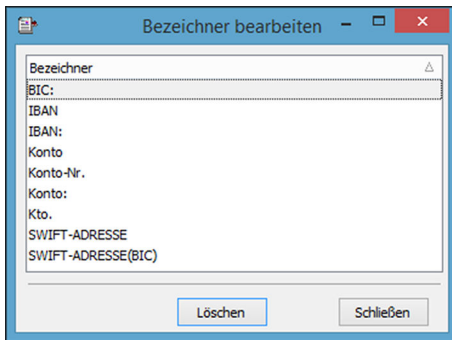 Bezeichner bearbeiten
Bezeichner
BIC:
IBAN
IBAN:
Konto
Konto-Nr.
Konto:
Kto.
SWIFT-ADRESSE
SWIFT-ADRESSE(BIC)
Löschen Schließen